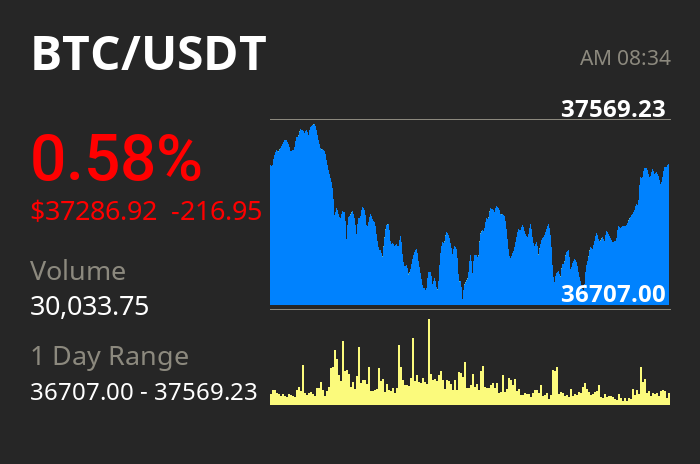 BTC/USDT
AM 08:34
37569.23
0.58%
$37286.92 -216.95
Volume
30,033.75
36707.00
1 Day Range
36707.00 - 37569.23